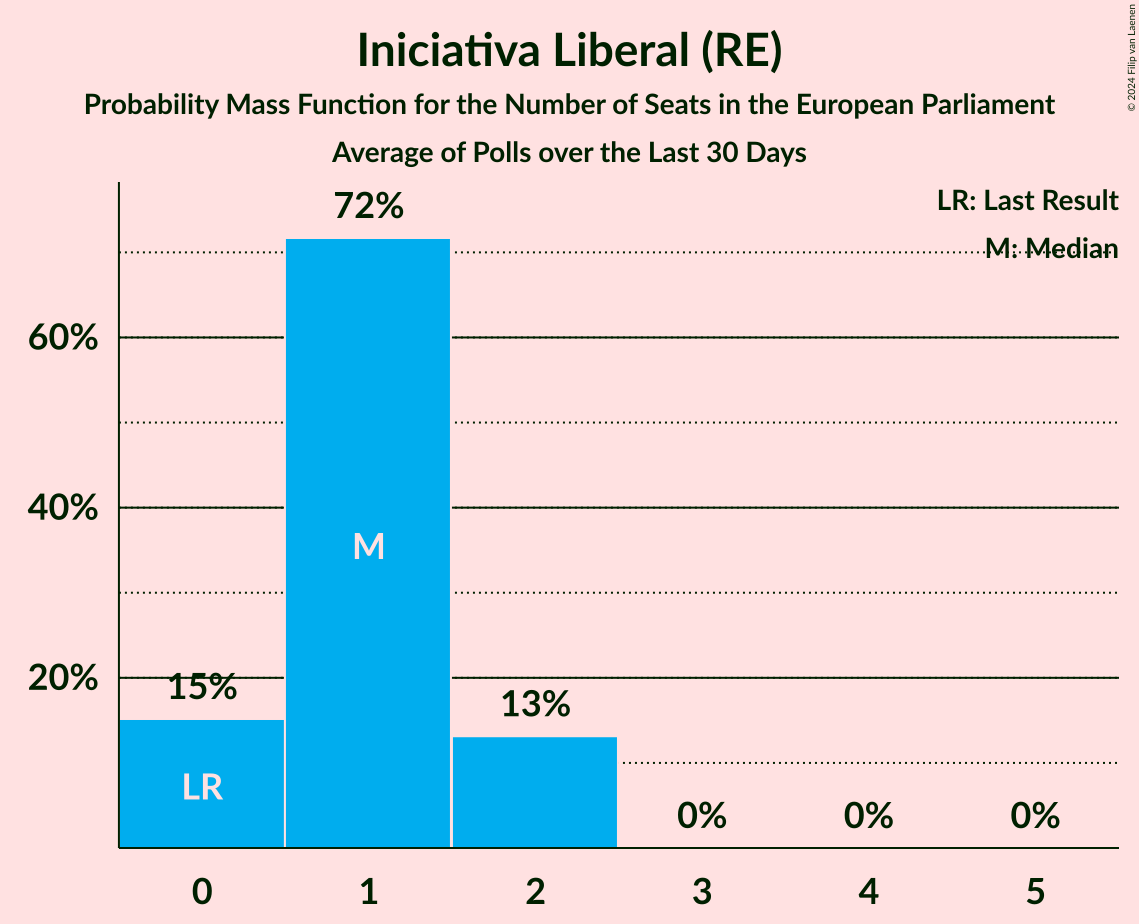 Iniciativa Liberal (RE)
Probability Mass Function for the Number of Seats in the European Parliament
Average of Polls over the Last 30 Days
© 2024 Filip van Laenen
LR: Last Result
M: Median
72%
60%
40%
M
20%
15%
13%
LR
0%
0%
0%
0
1
2
3
4
5